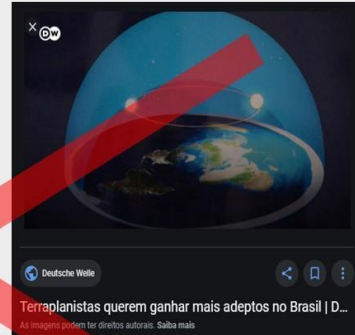 DW
Deutsche Welle
Terraplanistas querem ganhar mais adeptos no Brasil | D...
As imagens podem ter direitos autorais. Saiba mais